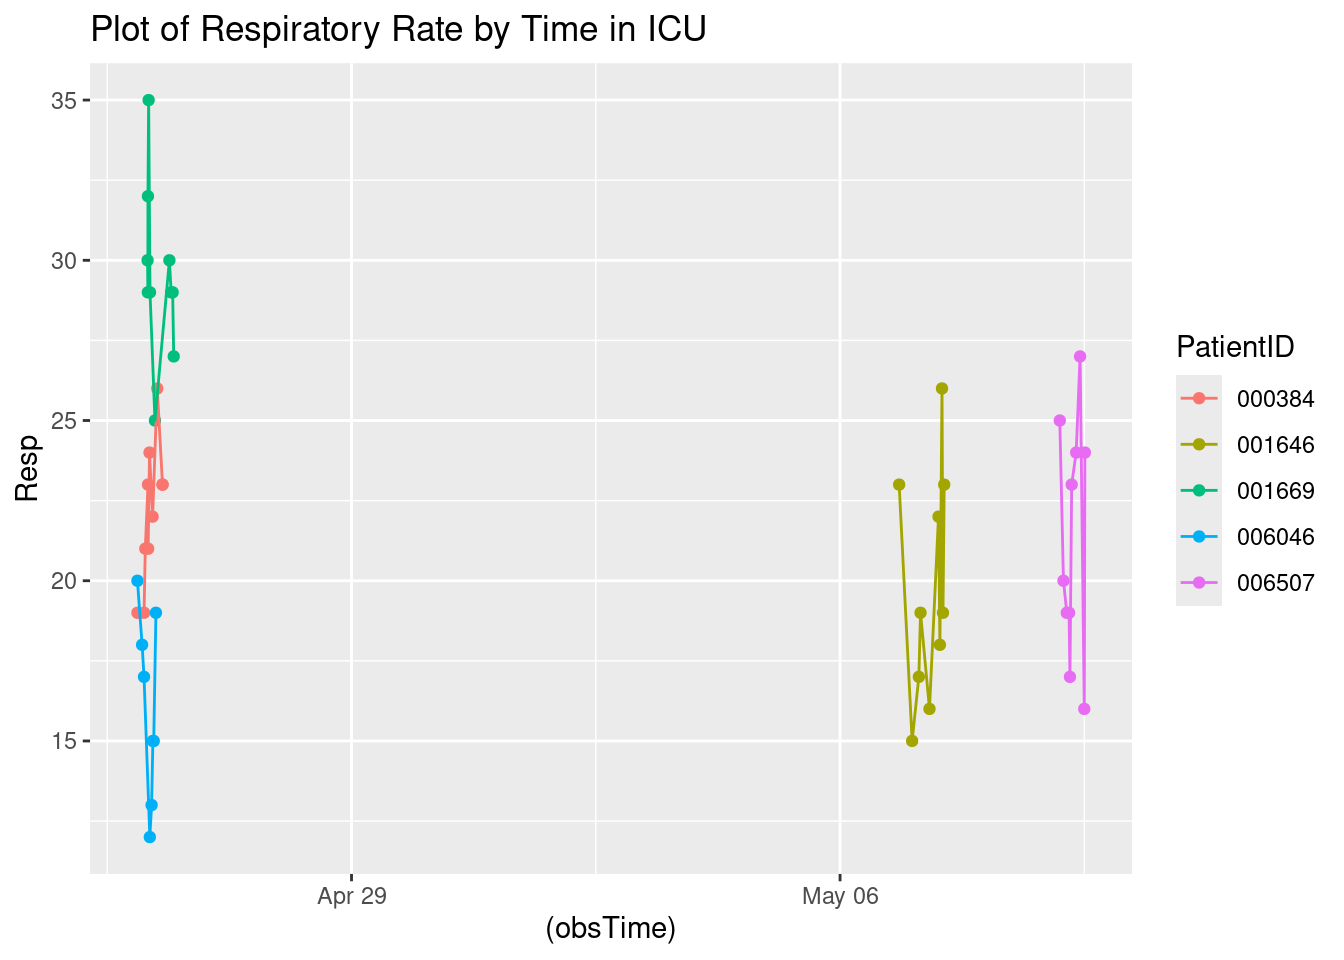 Plot of Respiratory Rate by Time in ICU
35
30
25
20
15
Resp
Apr 29
May 06
(obsTime)
PatientID
000384
001646
001669
006046
006507